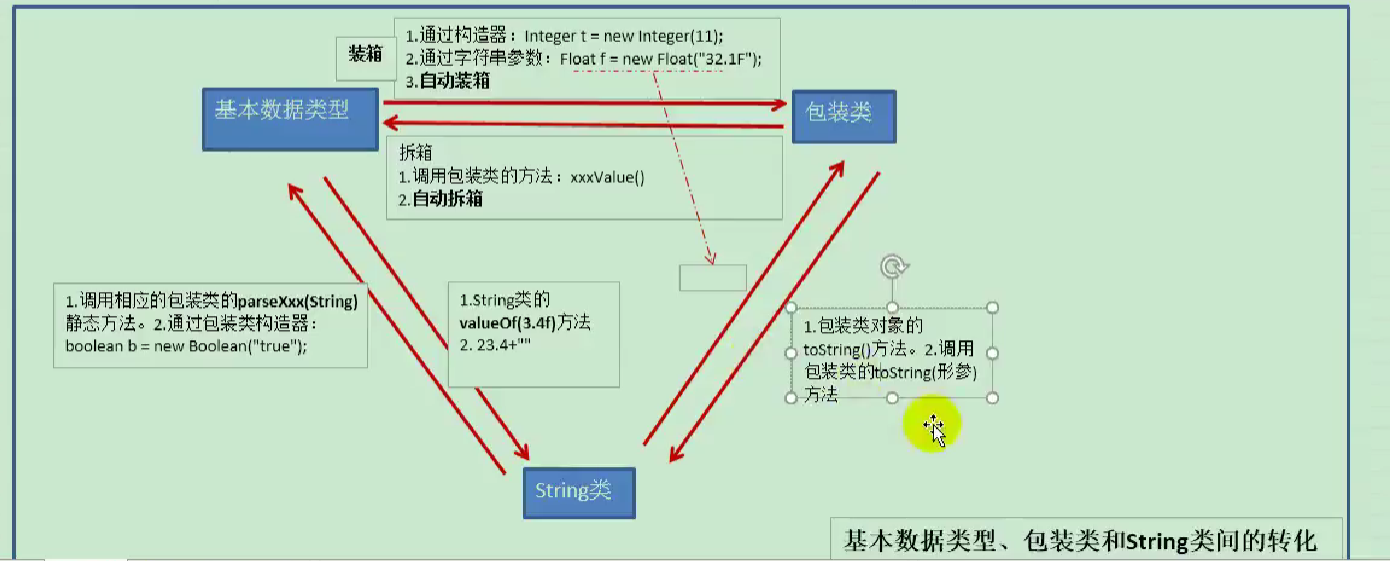 装箱
1.通过构造器：Integer t = new Integer(11);
2.通过字符串参数：Float f = new Float("32.1F");
3.自动装箱
基本数据类型
包装类
拆箱
1.调用包装类的方法：xxxValue()
2.自动拆箱
1.调用相应的包装类的parseXxx(String)
静态方法。2.通过包装类构造器：
boolean b = new Boolean("true");
1.String类的
valueOf(3.4f)方法
2. 23.4+""
1.包装类对象的
toString()方法。2.调用
包装类的toString(形参)
方法
String类
基本数据类型、包装类和String类间的转化